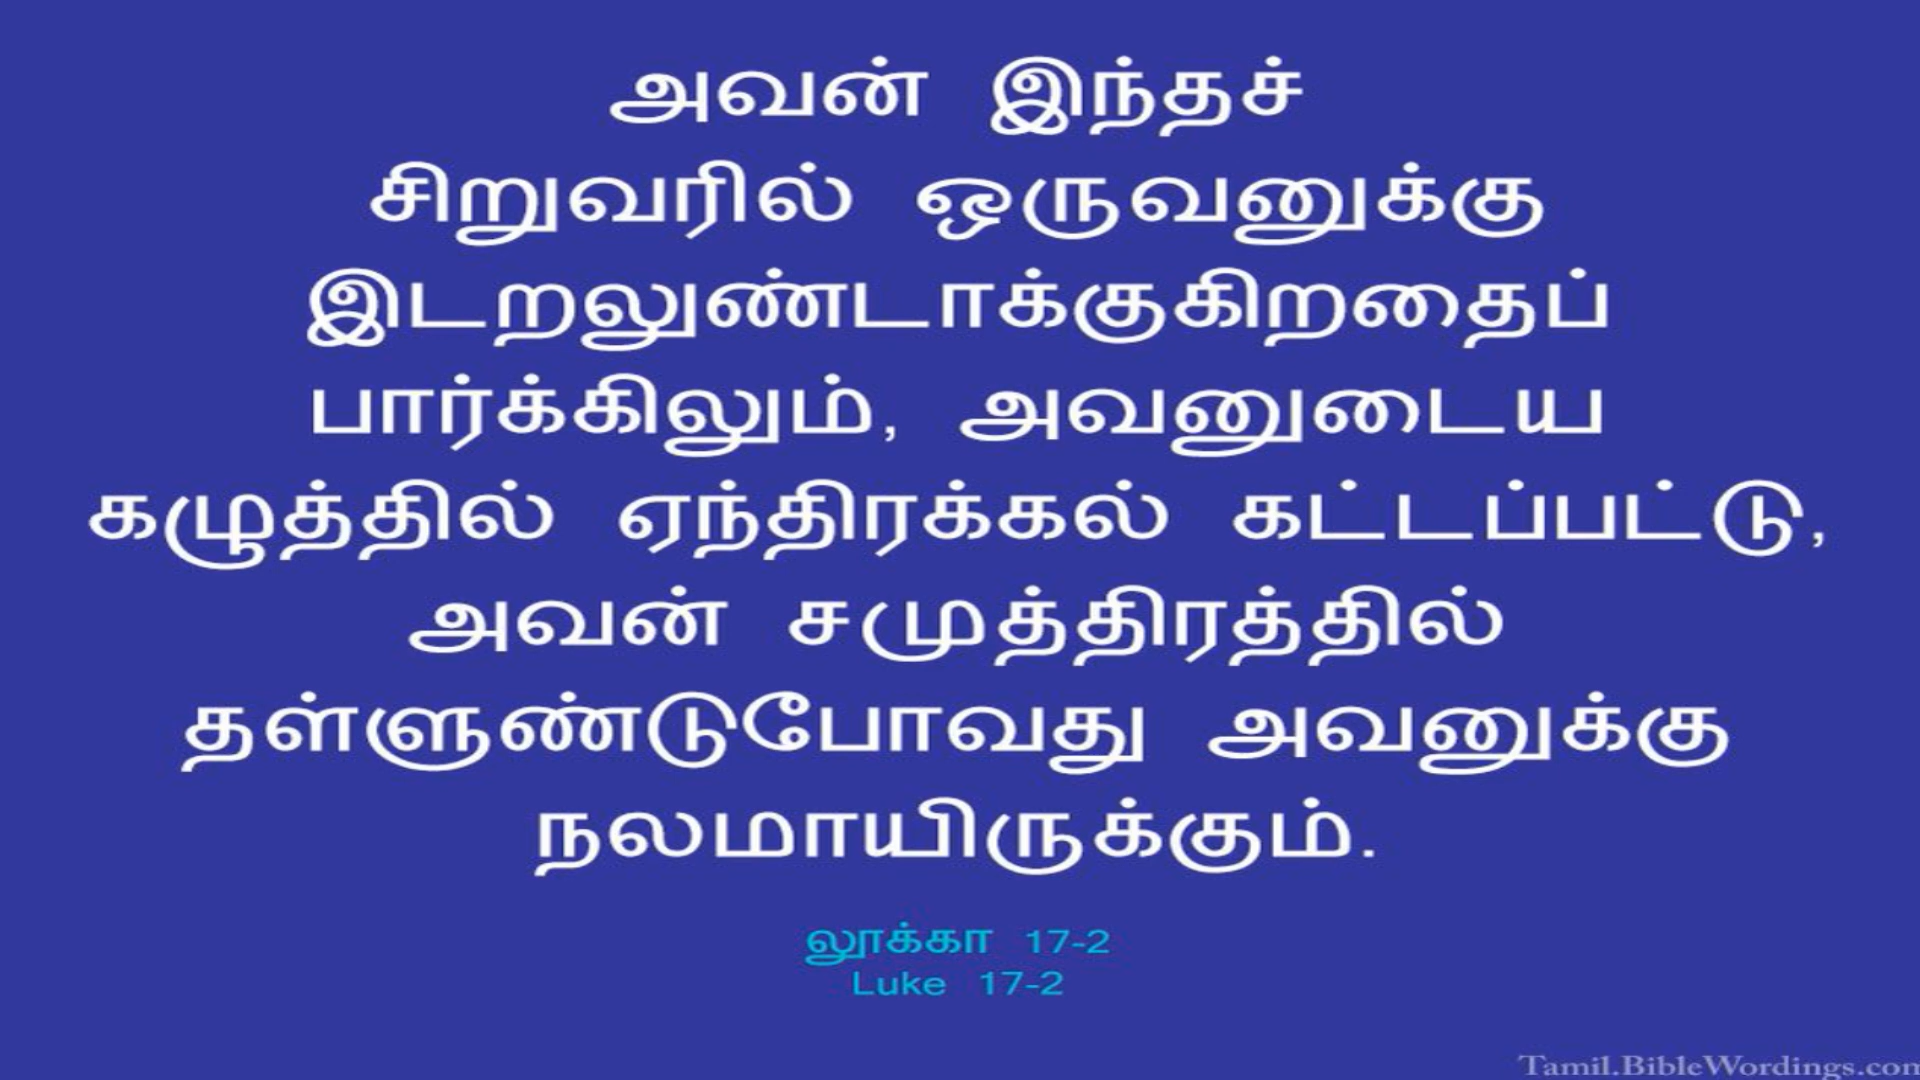 அவன் இந்தச்
சிறுவரில் ஒருவனுக்கு
இடறலுண்டாக்குகிறதைப்
பார்க்கிலும், அவனுடைய
கழுத்தில் ஏந்திரக்கல் கட்டப்பட்டு,
அவன் சமுத்திரத்தில்
தள்ளுண்டுபோவது அவனுக்கு
நலமாயிருக்கும்.
லூக்கா 17-2
Luke 17-2
Tamil.BibleWordings.com